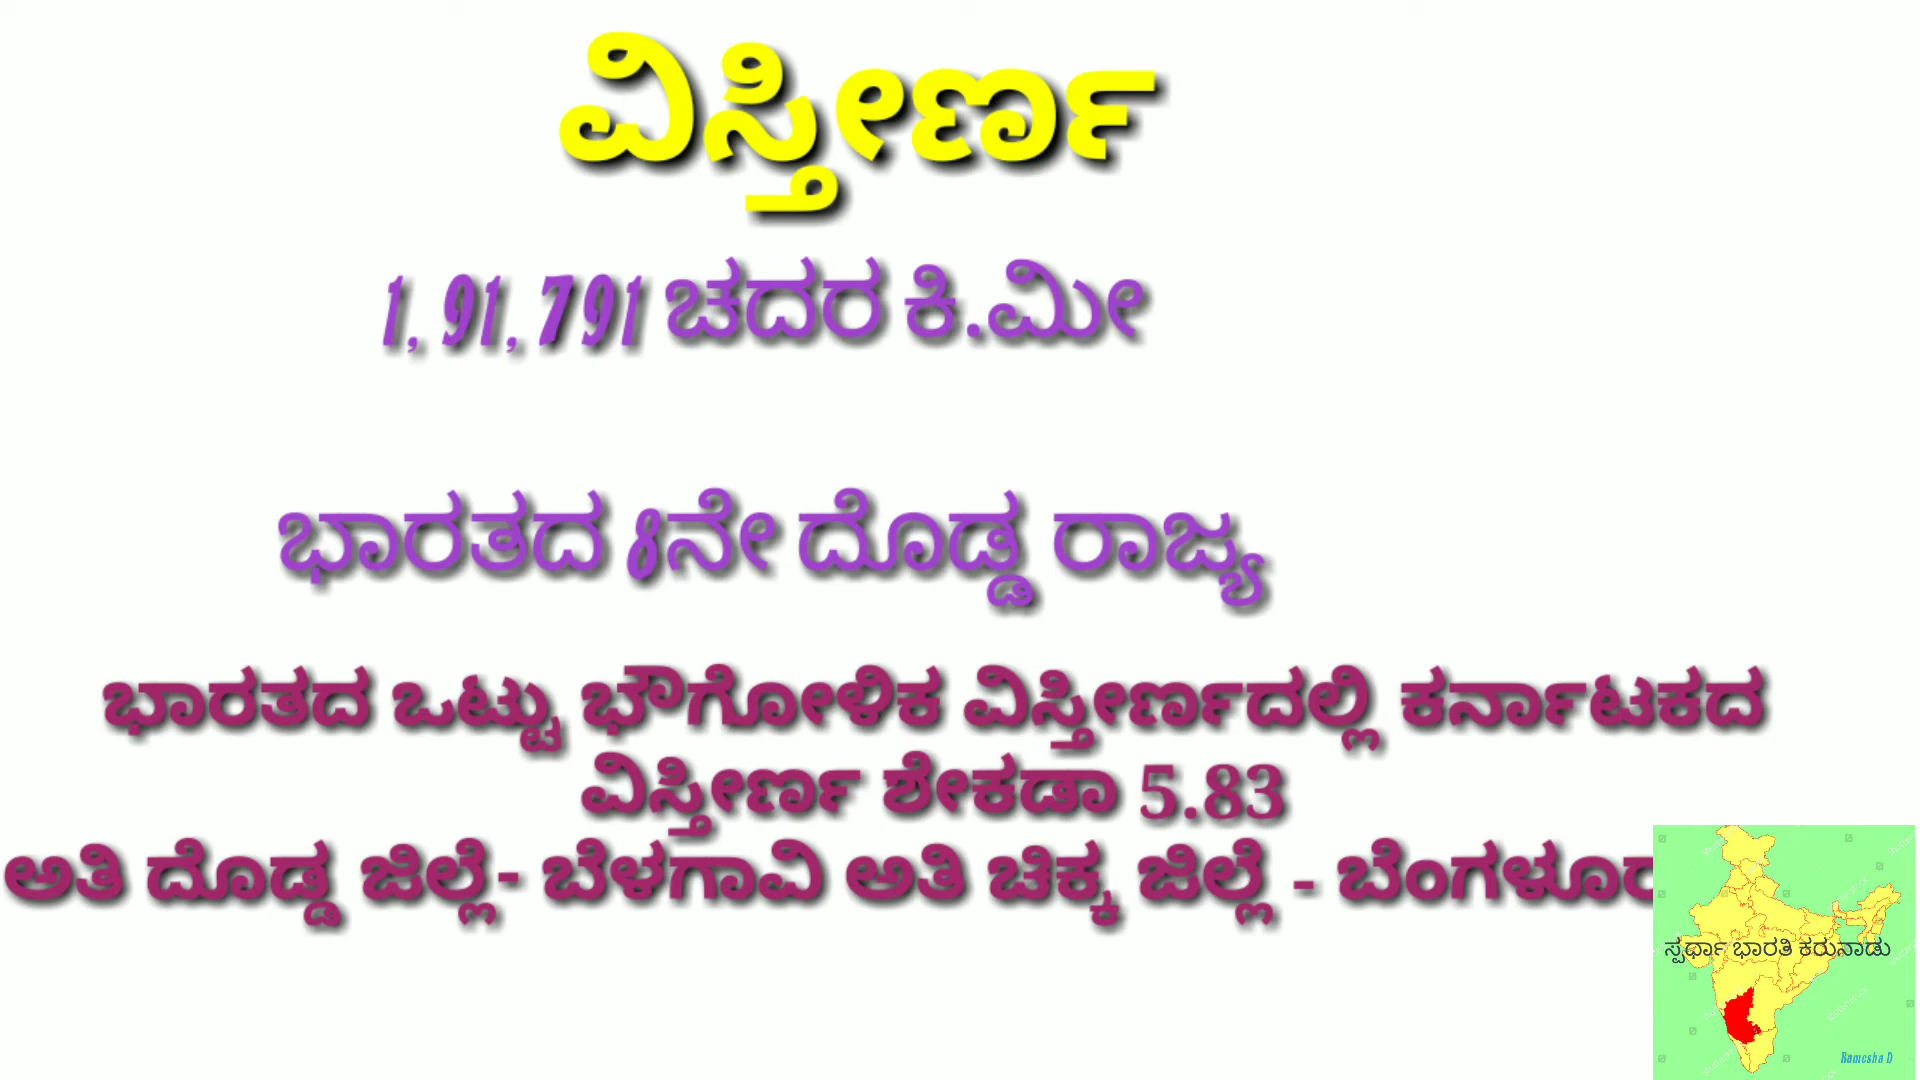 ವಿಸ್ತೀರ್ಣ
1,91,791 ಚದರ ಕಿ.ಮೀ
ಭಾರತದ 8ನೇ ದೊಡ್ಡ ರಾಜ್ಯ
ಭಾರತದ ಒಟ್ಟು ಭೌಗೋಳಿಕ ವಿಸ್ತೀರ್ಣದಲ್ಲಿ ಕರ್ನಾಟಕದ
ವಿಸ್ತೀರ್ಣ ಶೇಕಡಾ 5.83
ಅತಿ ದೊಡ್ಡ ಜಿಲ್ಲೆ- ಬೆಳಗಾವಿ ಅತಿ ಚಿಕ್ಕ ಜಿಲ್ಲೆ -
ಸ್ಪರ್ಧಾ ಭಾರತಿ ಕರುನಾಡು
Ramesha D